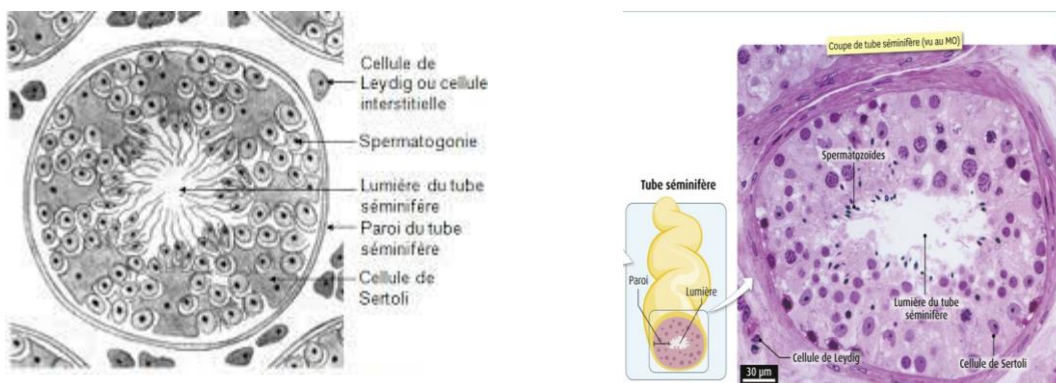 Cellule de
Leydig ou cellule
interstitielle
Spermatogonie
Lumière du tube
séminifère
Paroi du tube
séminifère
Cellule de
Sertoli
Coupe de tube séminifère (vu au MO)
Spermatozoïdes
Tube séminifère
Paroi
Lumière
Lumière du tube
séminifère
Cellule de Leydig
Cellule de Sertoli
30 µm